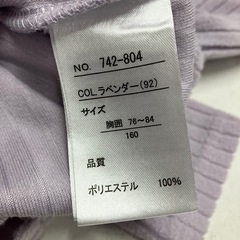 NO. 742-804
COL.ラベンダー(92)
サイズ
胸囲 76〜84
160
品質
ポリエステル 100%